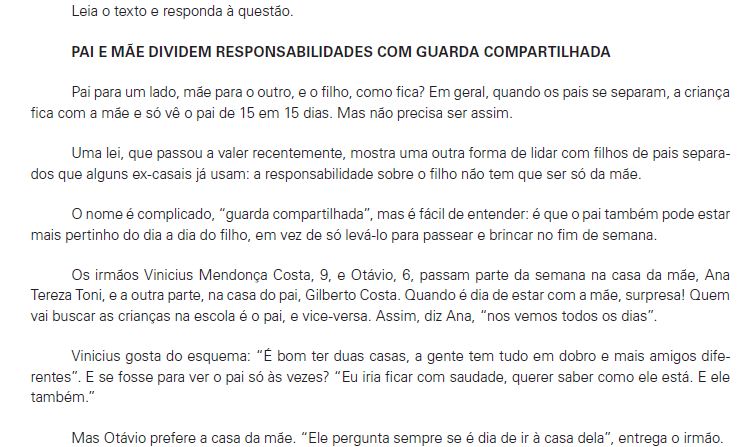 Leia o texto e responda à questão.
PAI E MÃE DIVIDEM RESPONSABILIDADES COM GUARDA COMPARTILHADA
Pai para um lado, mãe para o outro, e o filho, como fica? Em geral, quando os pais se separam, a criança
fica com a mãe e só vê o pai de 15 em 15 dias. Mas não precisa ser assim.
Uma lei, que passou a valer recentemente, mostra uma outra forma de lidar com filhos de pais separa-
dos que alguns ex-casais já usam: a responsabilidade sobre o filho não tem que ser só da mãe.
O nome é complicado, “guarda compartilhada”, mas é fácil de entender: é que o pai também pode estar
mais pertinho do dia a dia do filho, em vez de só levá-lo para passear e brincar no fim de semana.
Os irmãos Vinicius Mendonça Costa, 9, e Otávio, 6, passam parte da semana na casa da mãe, Ana
Tereza Toni, e a outra parte, na casa do pai, Gilberto Costa. Quando é dia de estar com a mãe, surpresa! Quem
vai buscar as crianças na escola é o pai, e vice-versa. Assim, diz Ana, “nos vemos todos os dias”.
Vinicius gosta do esquema: “É bom ter duas casas, a gente tem tudo em dobro e mais amigos dife-
rentes”. E se fosse para ver o pai só às vezes? “Eu iria ficar com saudade, querer saber como ele está. E ele
também.”
Mas Otávio prefere a casa da mãe. “Ele pergunta sempre se é dia de ir à casa dela”, entrega o irmão.